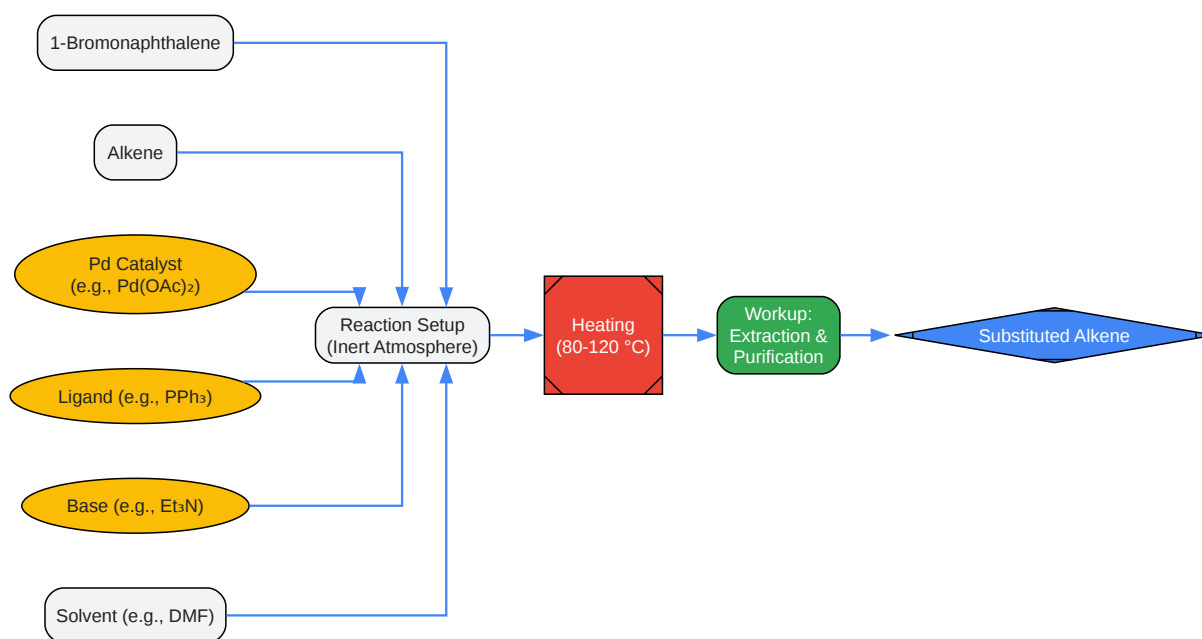 1-Bromonaphthalene
Alkene
Pd Catalyst
(e.g., Pd(OAc)₂)
Ligand (e.g., PPh₃)
Base (e.g., Et₃N)
Solvent (e.g., DMF)
Reaction Setup
(Inert Atmosphere)
Heating
(80-120 °C)
Workup:
Extraction &
Purification
Substituted Alkene